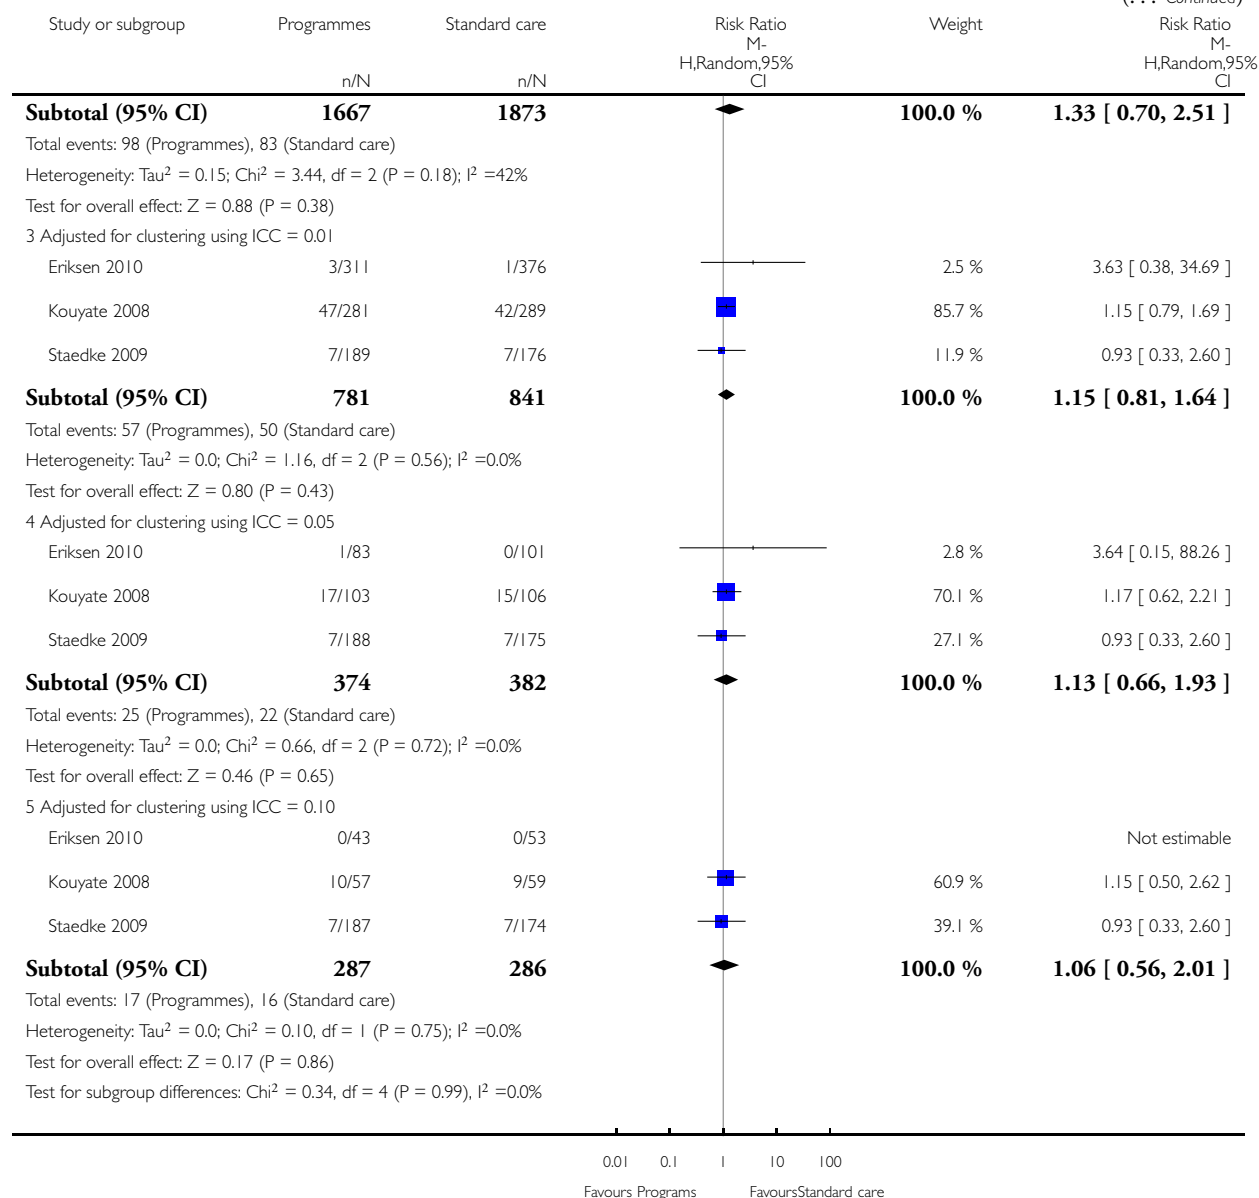 (. . . Continued)
Study or subgroup Programmes Standard care Risk Ratio Weight Risk Ratio
M- M-
H,Random,95% H,Random,95%
n/N n/N CI CI
Subtotal (95% CI) 1667 1873 100.0 % 1.33 [ 0.70, 2.51 ]
Total events: 98 (Programmes), 83 (Standard care)
Heterogeneity: Tau² = 0.15; Chi² = 3.44, df = 2 (P = 0.18); I² =42%
Test for overall effect: Z = 0.88 (P = 0.38)
3 Adjusted for clustering using ICC = 0.01
Eriksen 2010 3/311 1/376 2.5 % 3.63 [ 0.38, 34.69 ]
Kouyate 2008 47/281 42/289 85.7 % 1.15 [ 0.79, 1.69 ]
Staedke 2009 7/189 7/176 11.9 % 0.93 [ 0.33, 2.60 ]
Subtotal (95% CI) 781 841 100.0 % 1.15 [ 0.81, 1.64 ]
Total events: 57 (Programmes), 50 (Standard care)
Heterogeneity: Tau² = 0.0; Chi² = 1.16, df = 2 (P = 0.56); I² =0.0%
Test for overall effect: Z = 0.80 (P = 0.43)
4 Adjusted for clustering using ICC = 0.05
Eriksen 2010 1/83 0/101 2.8 % 3.64 [ 0.15, 88.26 ]
Kouyate 2008 17/103 15/106 70.1 % 1.17 [ 0.62, 2.21 ]
Staedke 2009 7/188 7/175 27.1 % 0.93 [ 0.33, 2.60 ]
Subtotal (95% CI) 374 382 100.0 % 1.13 [ 0.66, 1.93 ]
Total events: 25 (Programmes), 22 (Standard care)
Heterogeneity: Tau² = 0.0; Chi² = 0.66, df = 2 (P = 0.72); I² =0.0%
Test for overall effect: Z = 0.46 (P = 0.65)
5 Adjusted for clustering using ICC = 0.10
Eriksen 2010 0/43 0/53 Not estimable
Kouyate 2008 10/57 9/59 60.9 % 1.15 [ 0.50, 2.62 ]
Staedke 2009 7/187 7/174 39.1 % 0.93 [ 0.33, 2.60 ]
Subtotal (95% CI) 287 286 100.0 % 1.06 [ 0.56, 2.01 ]
Total events: 17 (Programmes), 16 (Standard care)
Heterogeneity: Tau² = 0.0; Chi² = 0.10, df = 1 (P = 0.75); I² =0.0%
Test for overall effect: Z = 0.17 (P = 0.86)
Test for subgroup differences: Chi² = 0.34, df = 4 (P = 0.99), I² =0.0%
0.01 0.1 1 10 100
Favours Programs FavoursStandard care